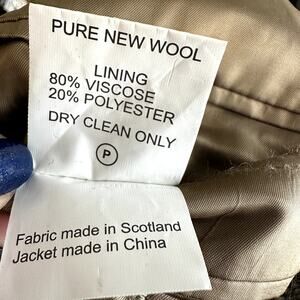 PURE NEW WOOL
LINING
80% VISCOSE
20% POLYESTER
DRY CLEAN ONLY
P
Fabric made in Scotland
Jacket made in China